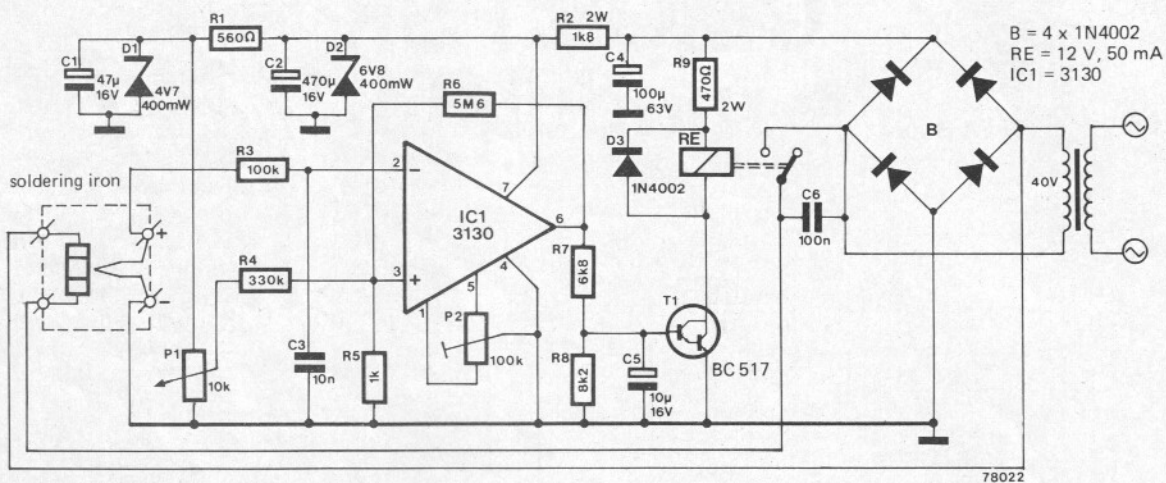 R1
560Ω
R2 2W
1k8
B = 4 x 1N4002
RE = 12 V, 50 mA
IC1 = 3130
C1
47µ
16V
D1
4V7
400mW
C2
470µ
16V
D2
6V8
400mW
R6
5M6
C4
100µ
63V
R9
470Ω
2W
D3
1N4002
RE
B
40V
C6
100n
soldering iron
+
−
R3
100k
R4
330k
2
−
3
+
IC1
3130
7
6
4
5
1
P2
100k
R7
6k8
R8
8k2
T1
BC 517
C5
10µ
16V
P1
10k
C3
10n
R5
1k
78022